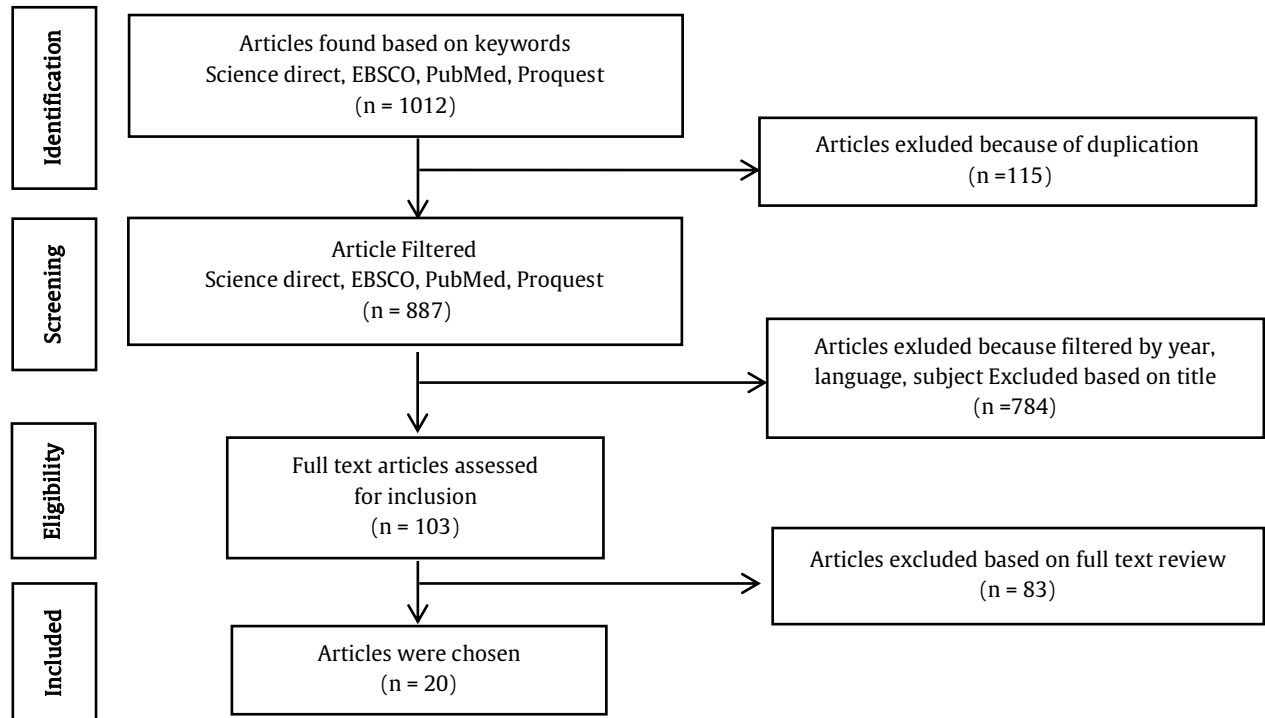 Identification
Articles found based on keywords
Science direct, EBSCO, PubMed, Proquest
(n = 1012)
Articles exluded because of duplication
(n =115)
Screening
Article Filtered
Science direct, EBSCO, PubMed, Proquest
(n = 887)
Articles exluded because filtered by year,
language, subject Excluded based on title
(n =784)
Eligibility
Full text articles assessed
for inclusion
(n = 103)
Articles excluded based on full text review
(n = 83)
Included
Articles were chosen
(n = 20)